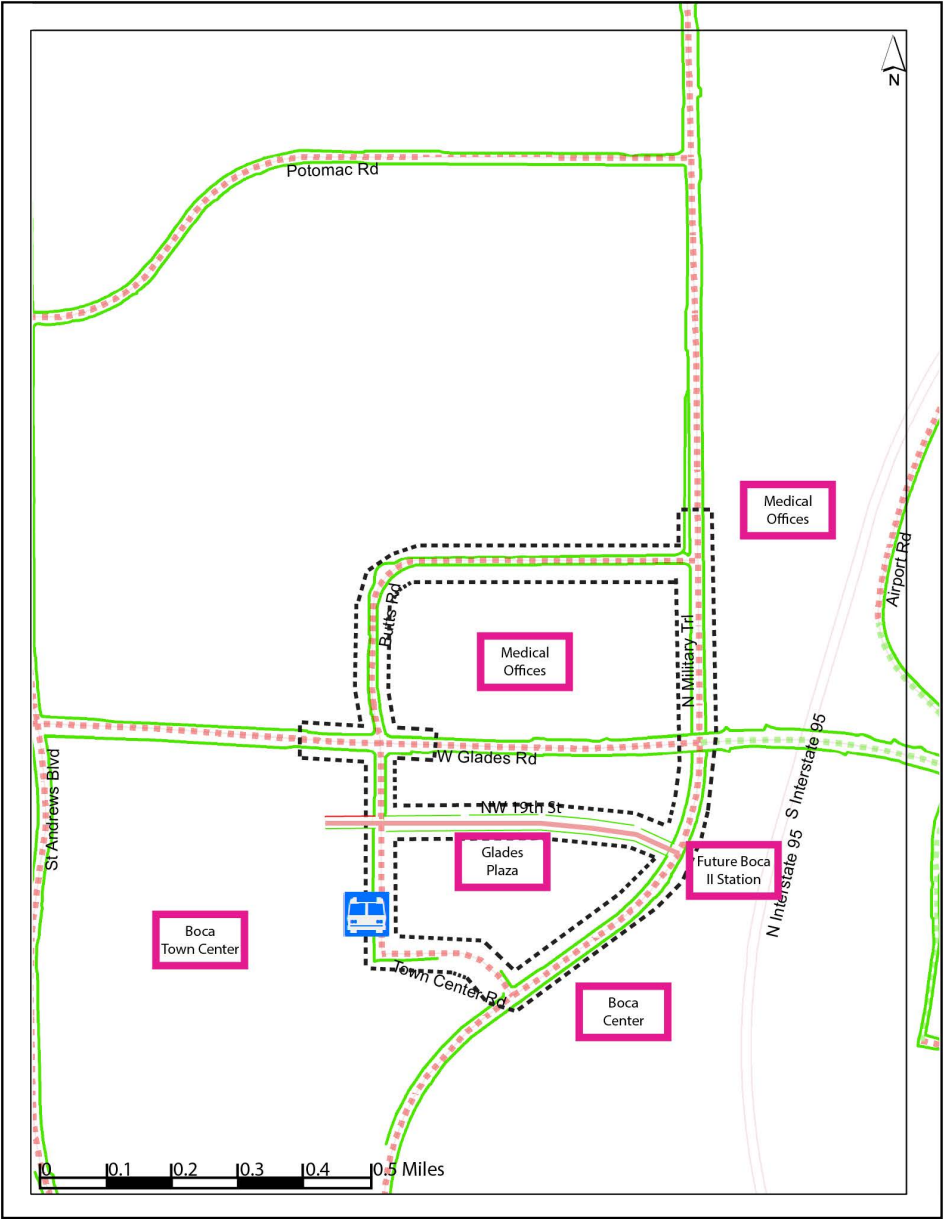 N
Potomac Rd
Medical
Offices
Airport Rd
Butts Rd
Medical
Offices
N Military Trl
W Glades Rd
S Interstate 95
St Andrews Blvd
NW 19th St
Glades
Plaza
Future Boca
II Station
N Interstate 95
Boca
Town Center
Town Center Rd
Boca
Center
0 0.1 0.2 0.3 0.4 0.5 Miles